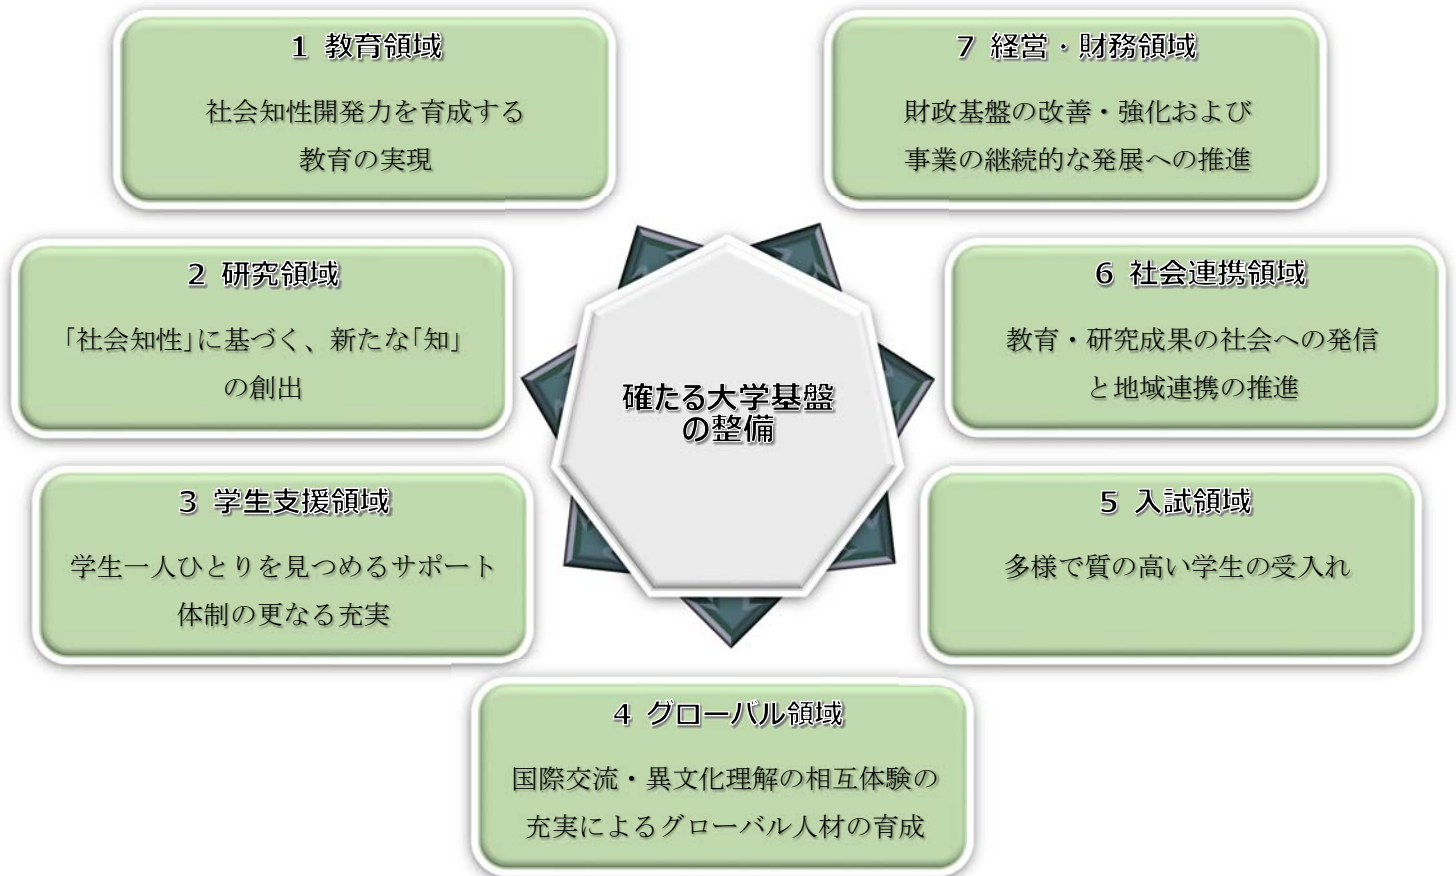 1 教育領域
社会知性開発力を育成する
教育の実現
2 研究領域
「社会知性」に基づく、新たな「知」
の創出
3 学生支援領域
学生一人ひとりを見つめるサポート
体制の更なる充実
4 グローバル領域
国際交流・異文化理解の相互体験の
充実によるグローバル人材の育成
5 入試領域
多様で質の高い学生の受入れ
6 社会連携領域
教育・研究成果の社会への発信
と地域連携の推進
7 経営・財務領域
財政基盤の改善・強化および
事業の継続的な発展への推進
確たる大学基盤
の整備